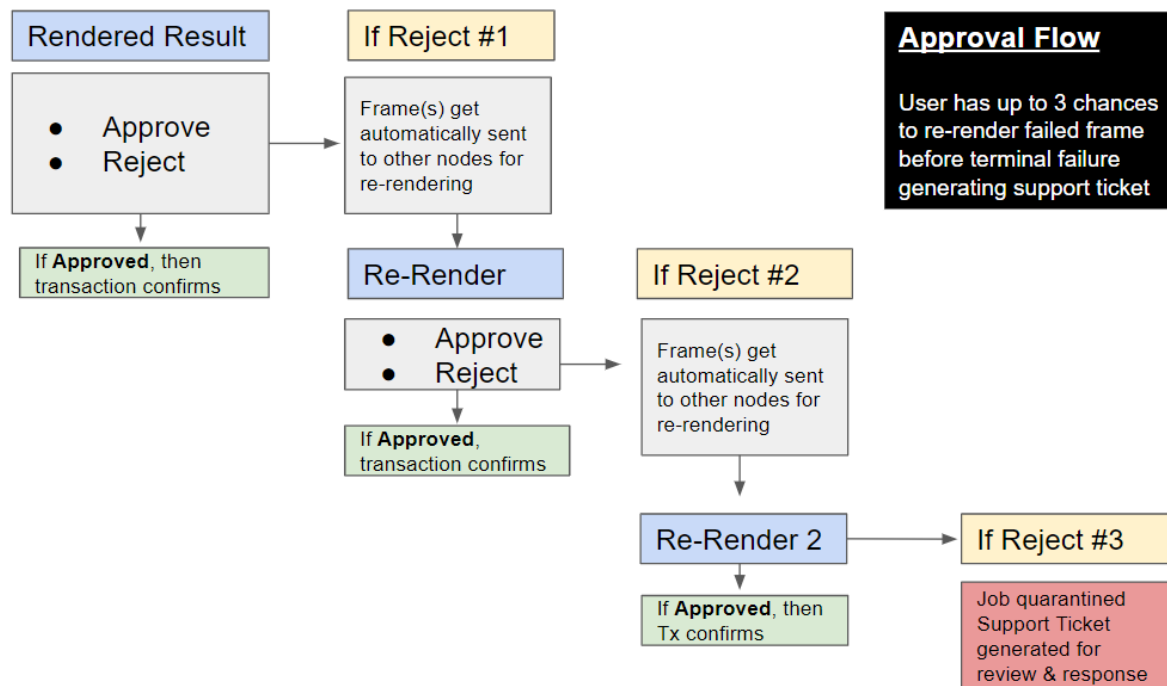 Rendered Result
If Reject #1
Approval Flow
User has up to 3 chances
to re-render failed frame
before terminal failure
generating support ticket
● Approve
● Reject
Frame(s) get
automatically sent
to other nodes for
re-rendering
If Approved, then
transaction confirms
Re-Render
If Reject #2
● Approve
● Reject
Frame(s) get
automatically sent
to other nodes for
re-rendering
If Approved,
transaction confirms
Re-Render 2
If Reject #3
If Approved, then
Tx confirms
Job quarantined
Support Ticket
generated for
review & response